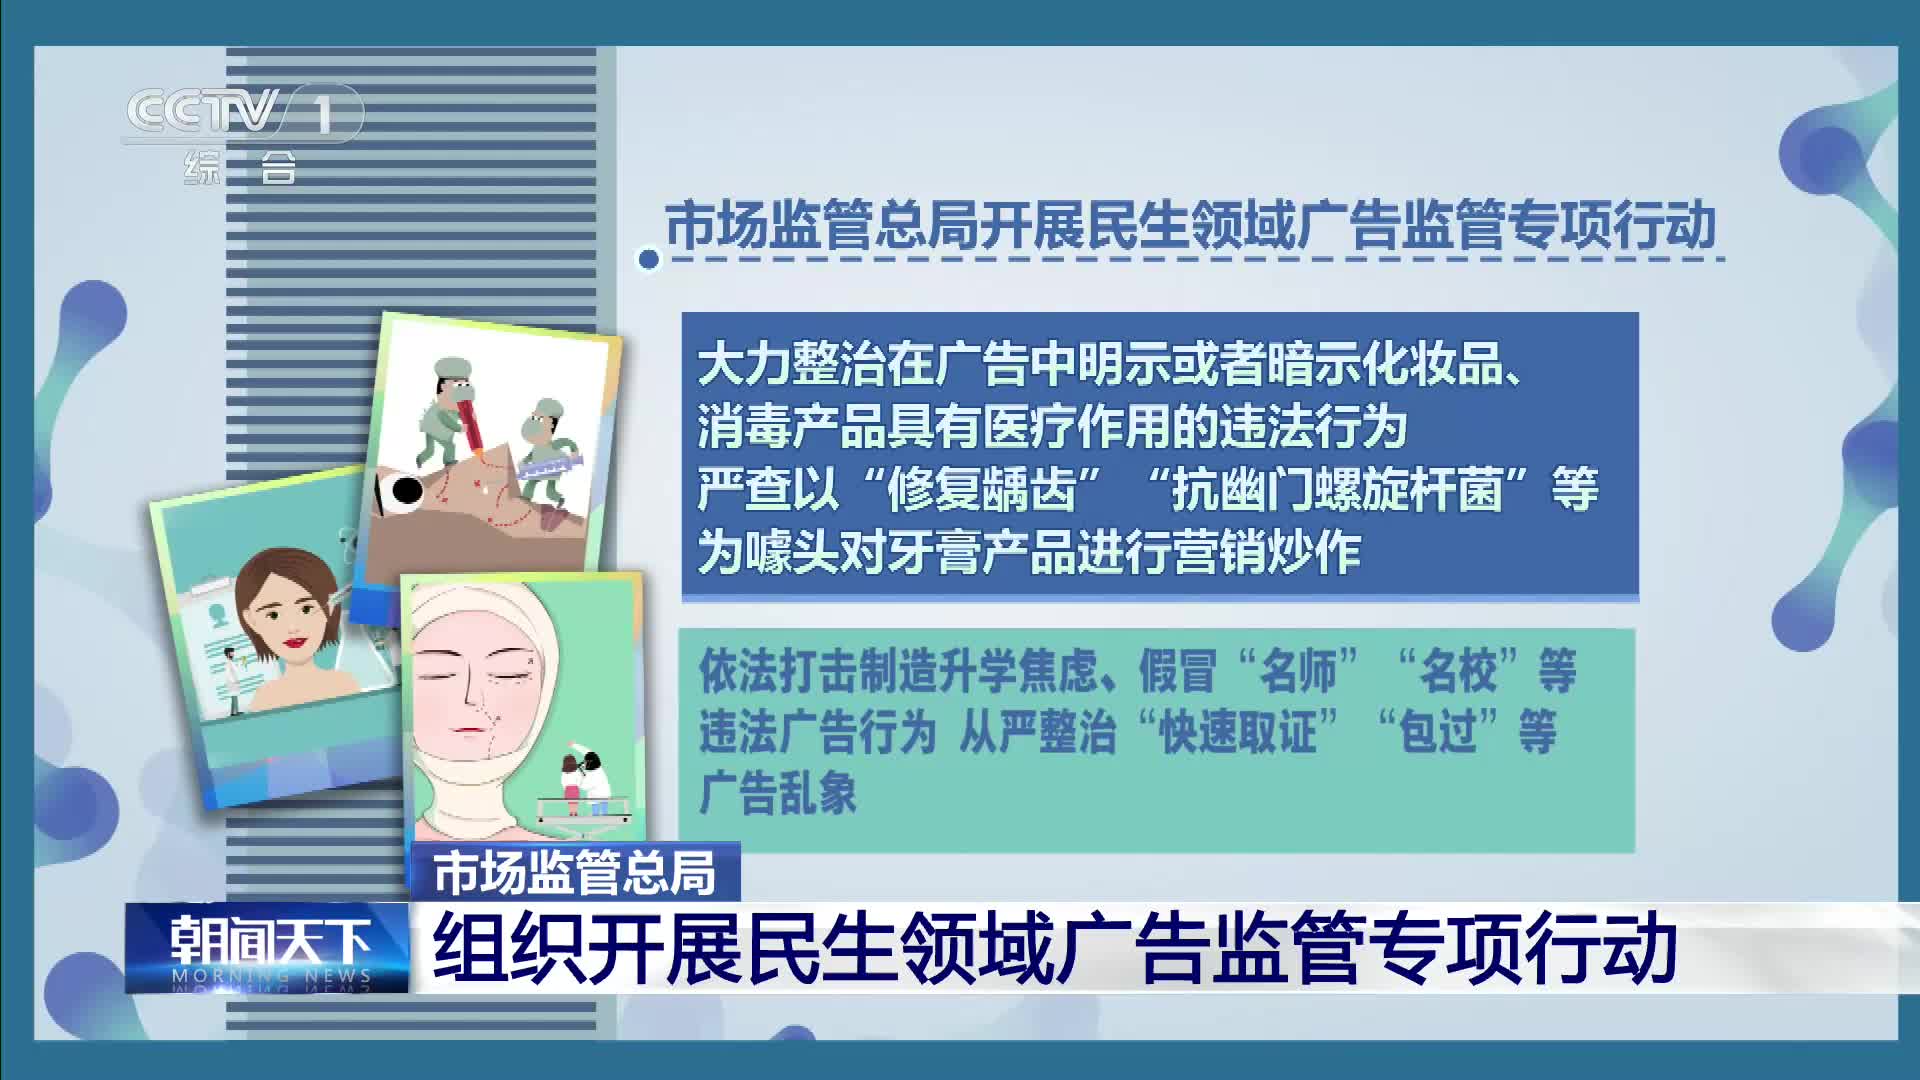 CCTV 1
综合
市场监管总局开展民生领域广告监管专项行动
大力整治在广告中明示或者暗示化妆品、
消毒产品具有医疗作用的违法行为
严查以“修复龋齿”“抗幽门螺旋杆菌”等
为噱头对牙膏产品进行营销炒作
依法打击制造升学焦虑、假冒“名师”“名校”等
违法广告行为 从严整治“快速取证”“包过”等
广告乱象
市场监管总局
朝闻天下
MORNING NEWS
组织开展民生领域广告监管专项行动